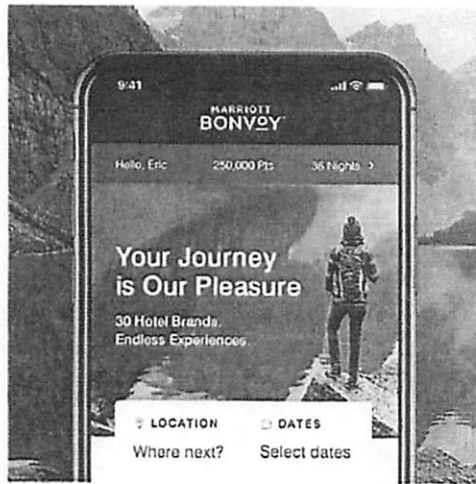 9:41
MARRIOTT
BONVOY
Hello, Eric 250,000 Pts 36 Nights >
Your Journey
is Our Pleasure
30 Hotel Brands.
Endless Experiences.
LOCATION DATES
Where next? Select dates